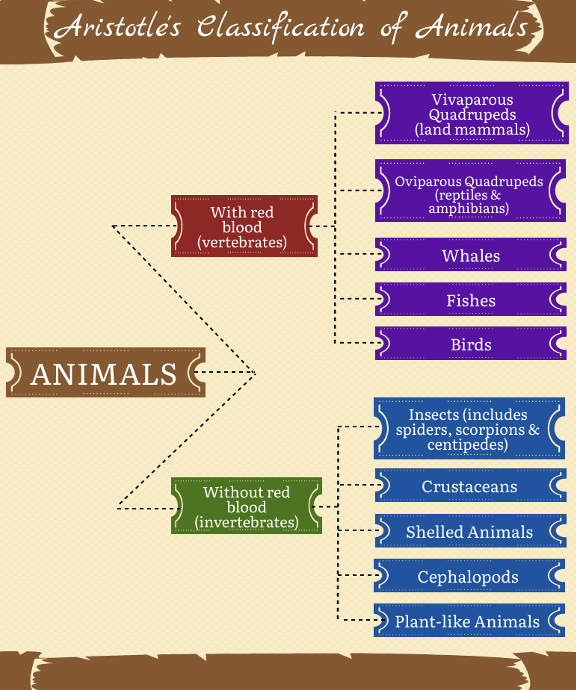 Aristotle's Classification of Animals
Vivaparous
Quadrupeds
(land mammals)
Oviparous Quadrupeds
(reptiles &
amphibians)
With red
blood
(vertebrates)
Whales
Fishes
Birds
ANIMALS
Insects (includes
spiders, scorpions &
centipedes)
Without red
blood
(invertebrates)
Crustaceans
Shelled Animals
Cephalopods
Plant-like Animals